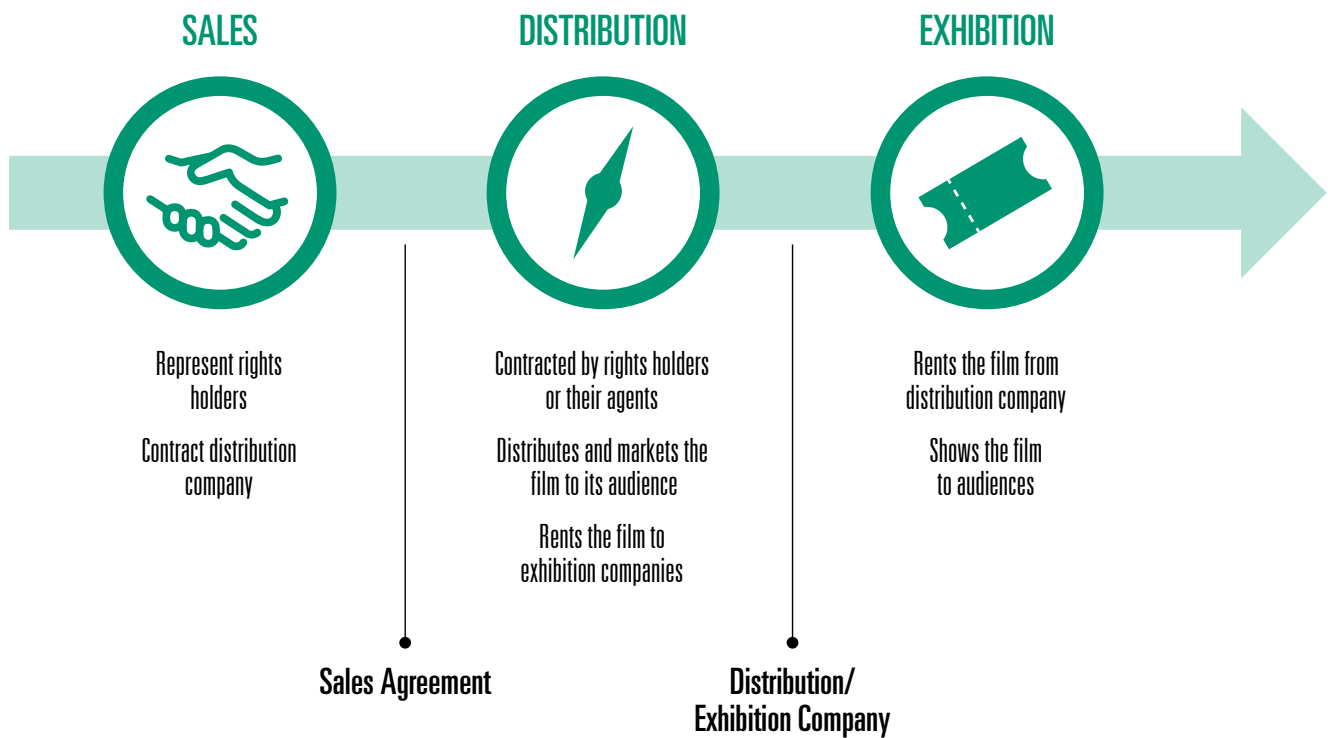 SALES
DISTRIBUTION
EXHIBITION
Represent rights
holders
Contract distribution
company
Contracted by rights holders
or their agents
Distributes and markets the
film to its audience
Rents the film to
exhibition companies
Rents the film from
distribution company
Shows the film
to audiences
Sales Agreement
Distribution/
Exhibition Company